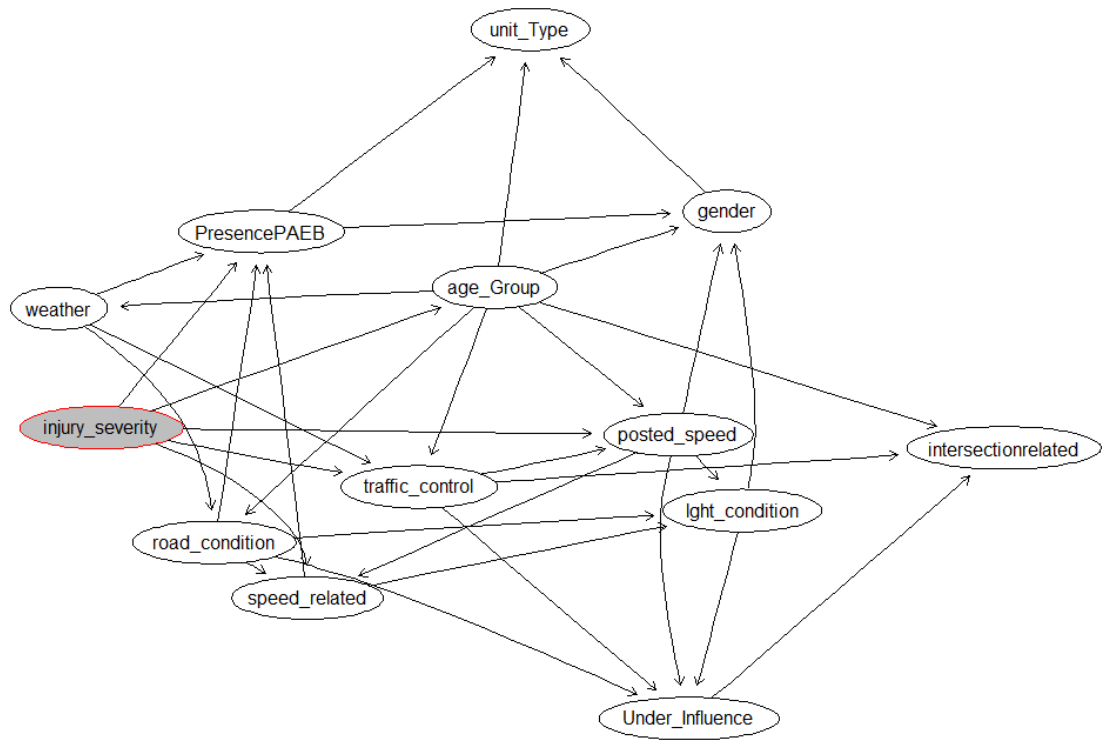 unit_Type
gender
PresencePAEB
age_Group
weather
injury_severity
posted_speed
intersectionrelated
traffic_control
lght_condition
road_condition
speed_related
Under_Influence